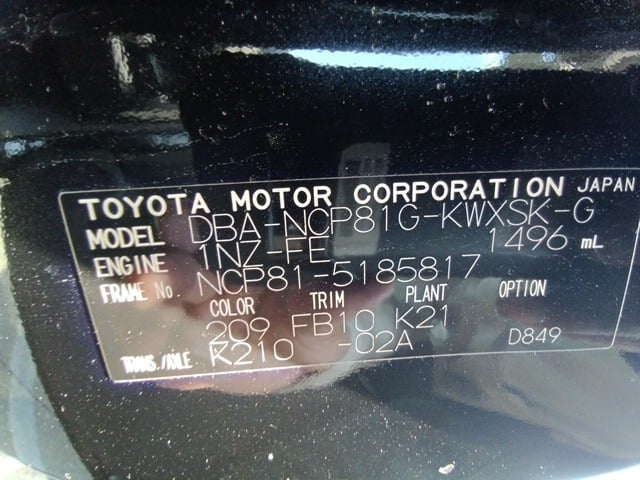 TOYOTA MOTOR CORPORATION JAPAN
MODEL DBA-NCP81G-KWXSK-G
ENGINE 1NZ-FE 1496 mL
FRAME No. NCP81-5185817
COLOR TRIM PLANT OPTION
209 FB10 K21
TRANS./AXLE K210 -02A D849